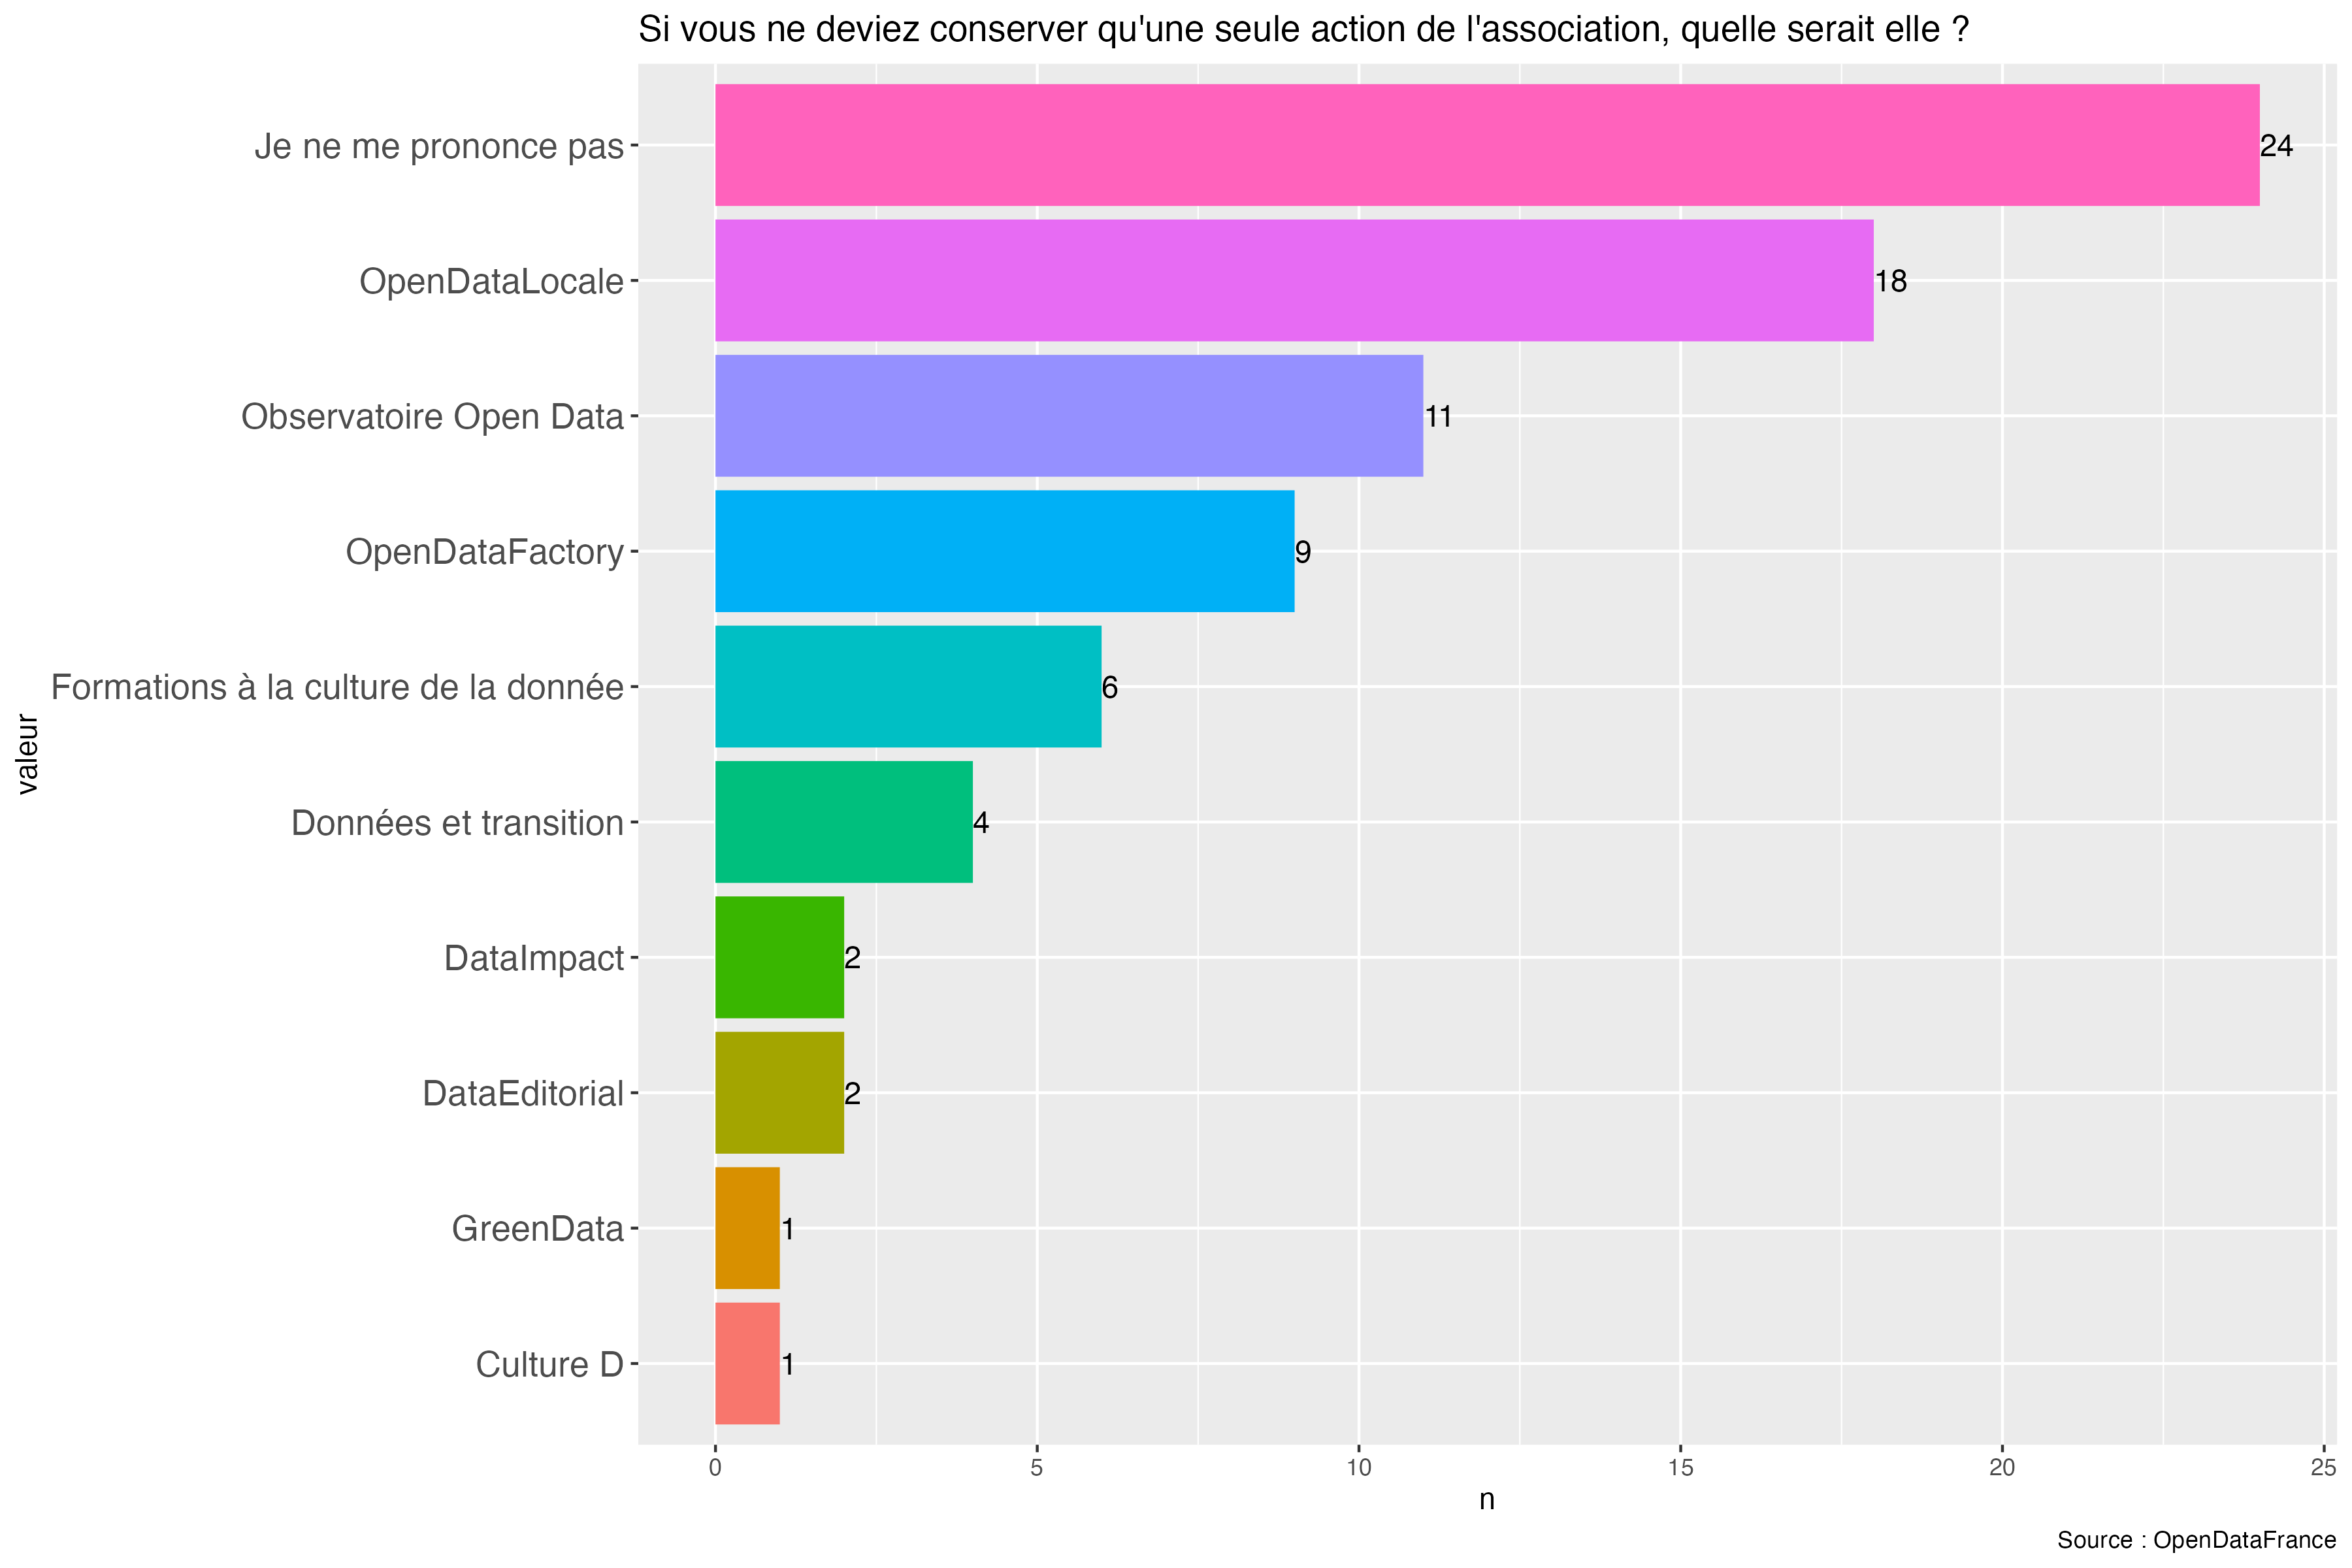 Si vous ne deviez conserver qu'une seule action de l'association, quelle serait elle ?
Je ne me prononce pas
24
OpenDataLocale
18
Observatoire Open Data
11
OpenDataFactory
9
Formations à la culture de la donnée
6
Données et transition
4
DataImpact
2
DataEditorial
2
GreenData
1
Culture D
1
valeur
0 5 10 15 20 25
n
Source : OpenDataFrance